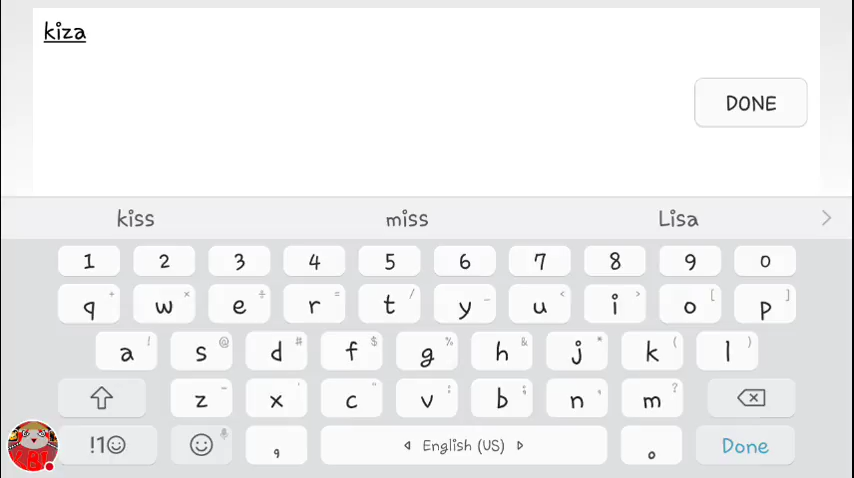 kiza
DONE
kiss miss Lisa >
1 2 3 4 5 6 7 8 9 0
q + w × e ÷ r = t / y _ u < i > o [ p ]
a ! s @ d # f $ g % h & j * k ( l )
z - x ' c " v : b ; n , m ?
!1☺ , English (US) . Done